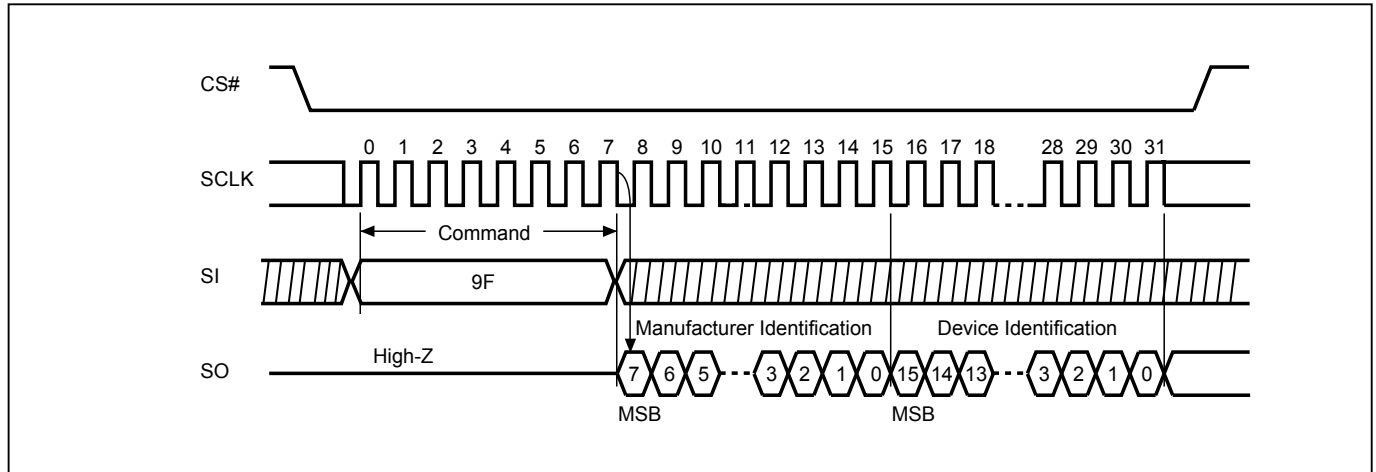 CS#
0 1 2 3 4 5 6 7 8 9 10 11 12 13 14 15 16 17 18 28 29 30 31
SCLK
Command
SI
9F
Manufacturer Identification Device Identification
High-Z
SO
7 6 5 3 2 1 0 15 14 13 3 2 1 0
MSB MSB